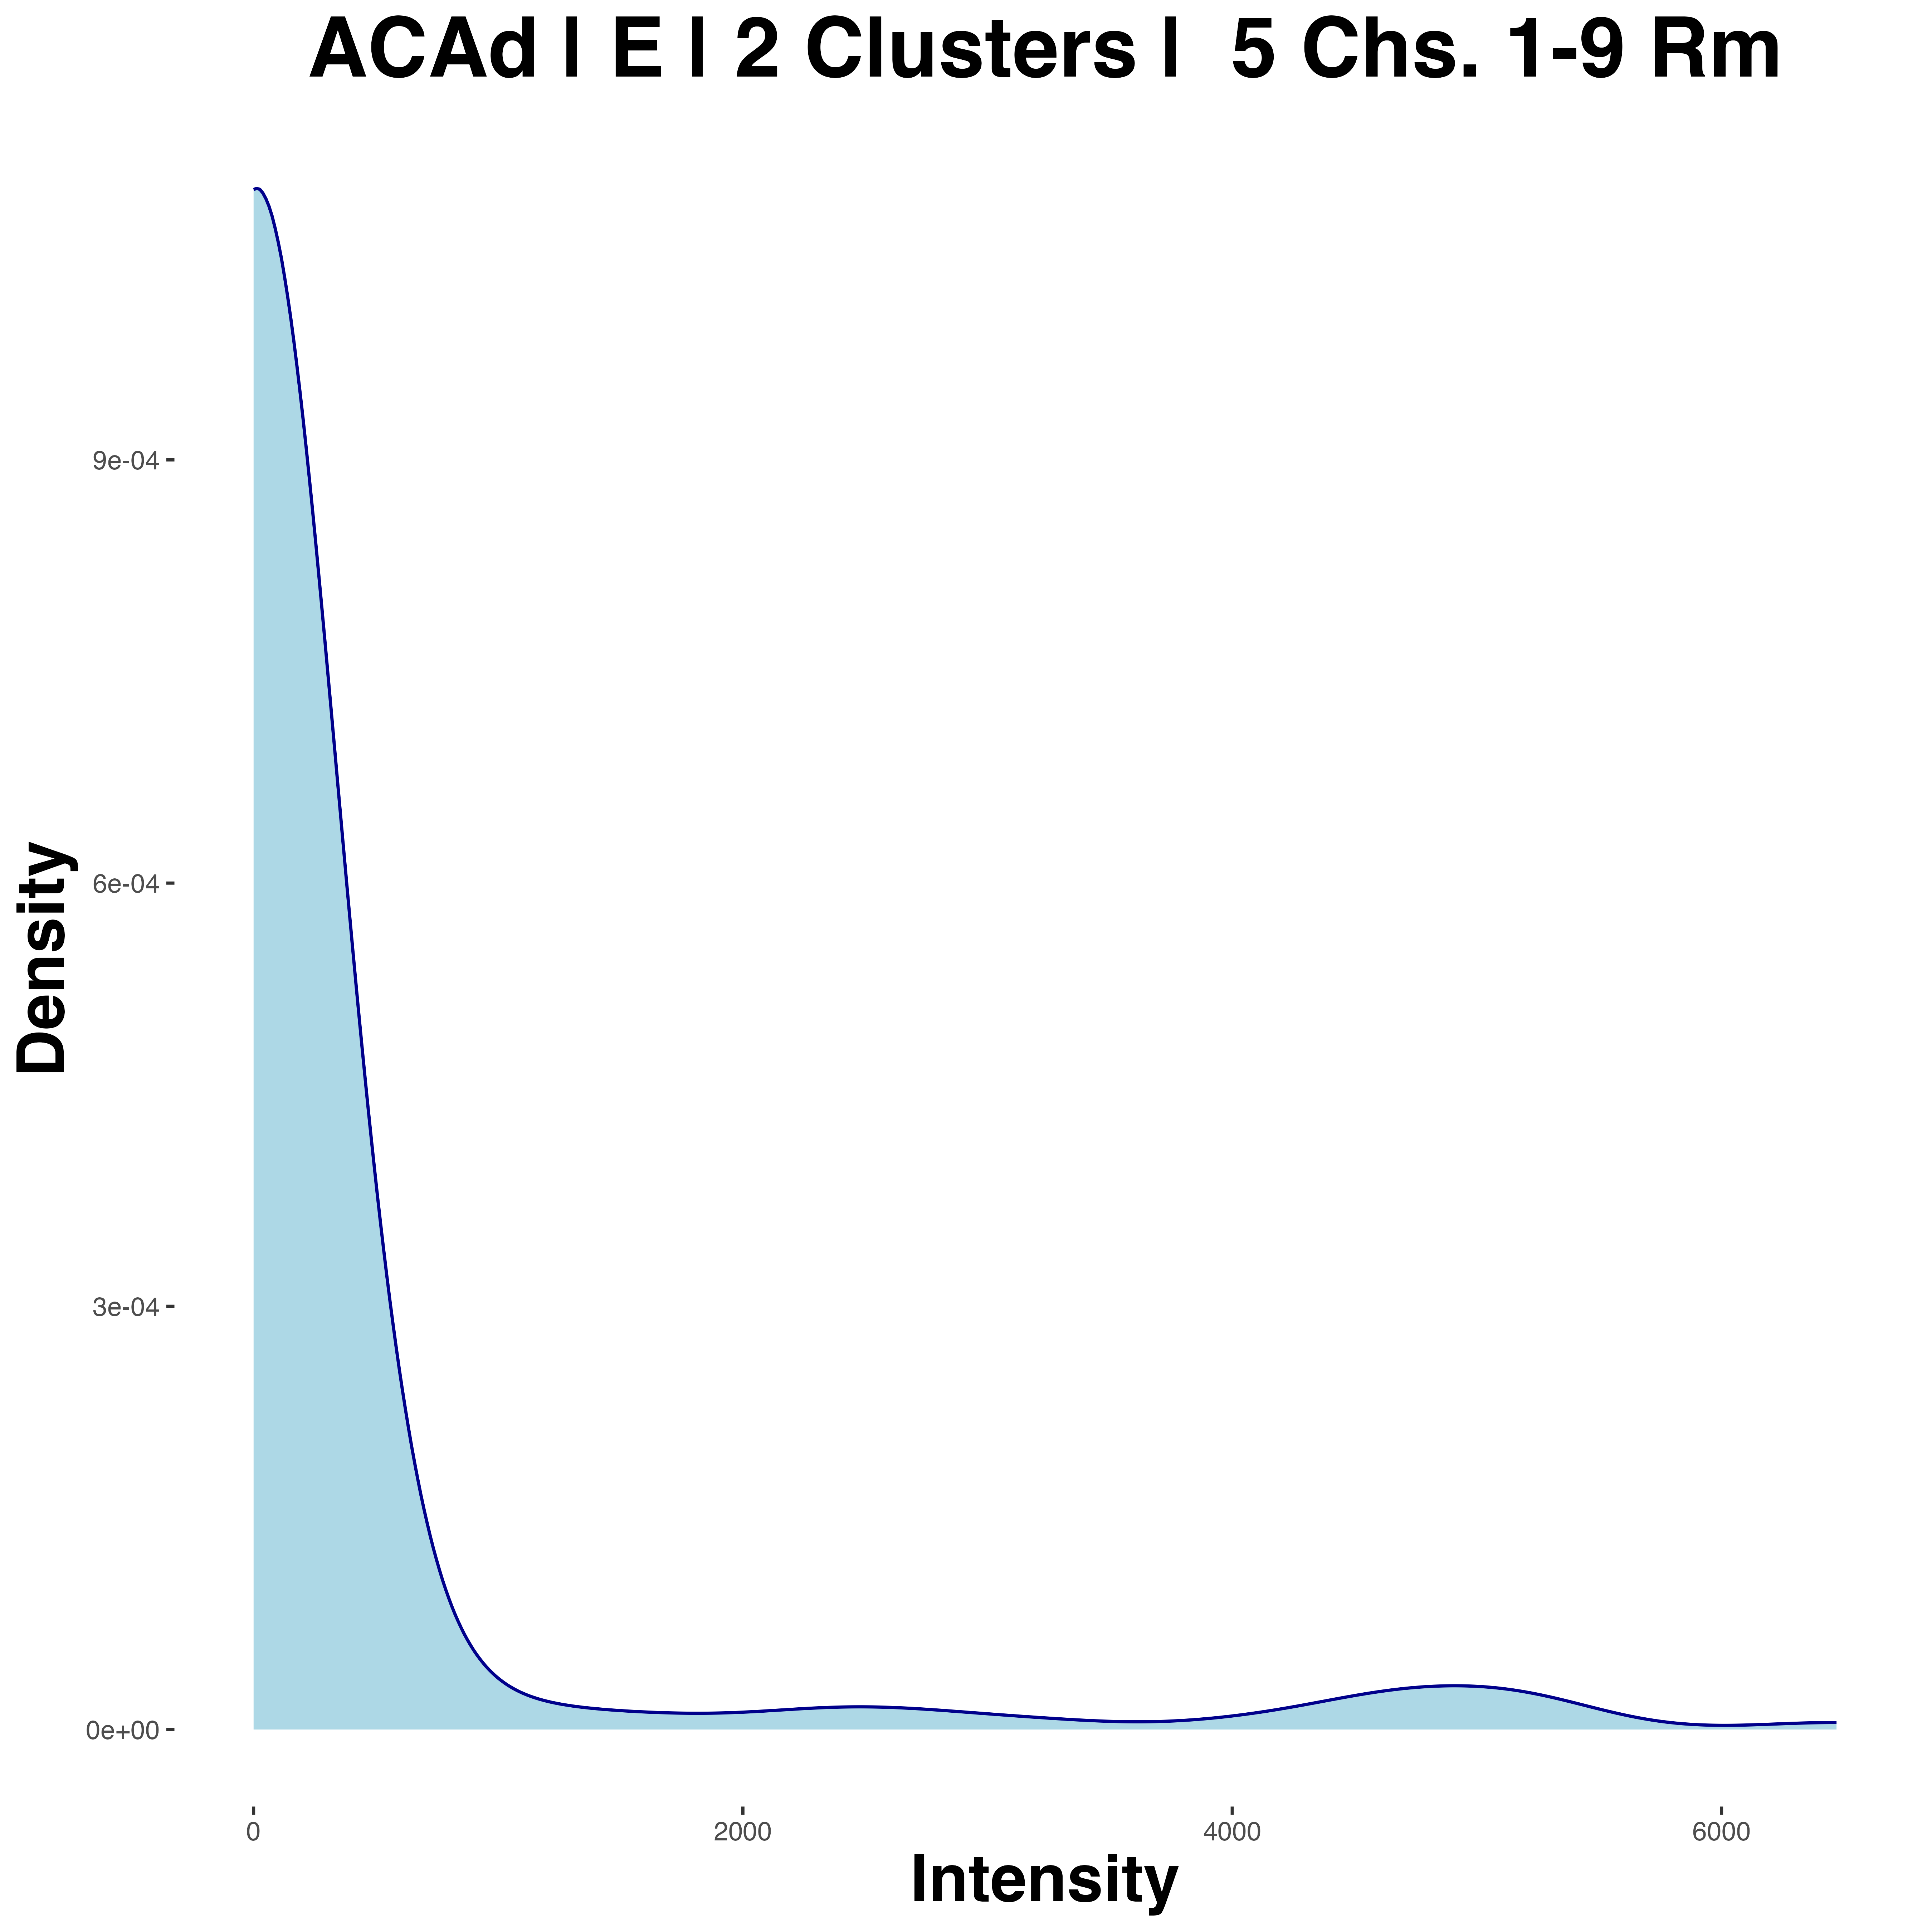 ACAd | E | 2 Clusters |  5 Chs. 1-9 Rm
9e-04
6e-04
3e-04
0e+00
Density
0
2000
4000
6000
Intensity